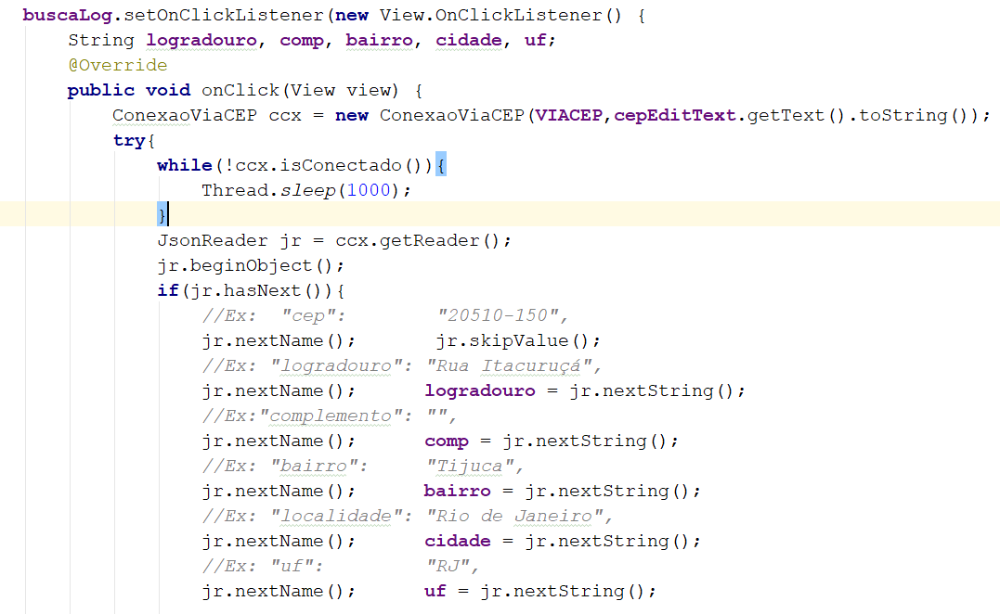 buscaLog.setOnClickListener(new View.OnClickListener() {
    String logradouro, comp, bairro, cidade, uf;
    @Override
    public void onClick(View view) {
        ConexaoViaCEP ccx = new ConexaoViaCEP(VIACEP,cepEditText.getText().toString());
        try{
            while(!ccx.isConectado()){
                Thread.sleep(1000);
            }
            JsonReader jr = ccx.getReader();
            jr.beginObject();
            if(jr.hasNext()){
                //Ex:  "cep":        "20510-150",
                jr.nextName();       jr.skipValue();
                //Ex: "logradouro": "Rua Itacuruçá",
                jr.nextName();      logradouro = jr.nextString();
                //Ex:"complemento": "",
                jr.nextName();      comp = jr.nextString();
                //Ex: "bairro":     "Tijuca",
                jr.nextName();      bairro = jr.nextString();
                //Ex: "localidade": "Rio de Janeiro",
                jr.nextName();      cidade = jr.nextString();
                //Ex: "uf":         "RJ",
                jr.nextName();      uf = jr.nextString();